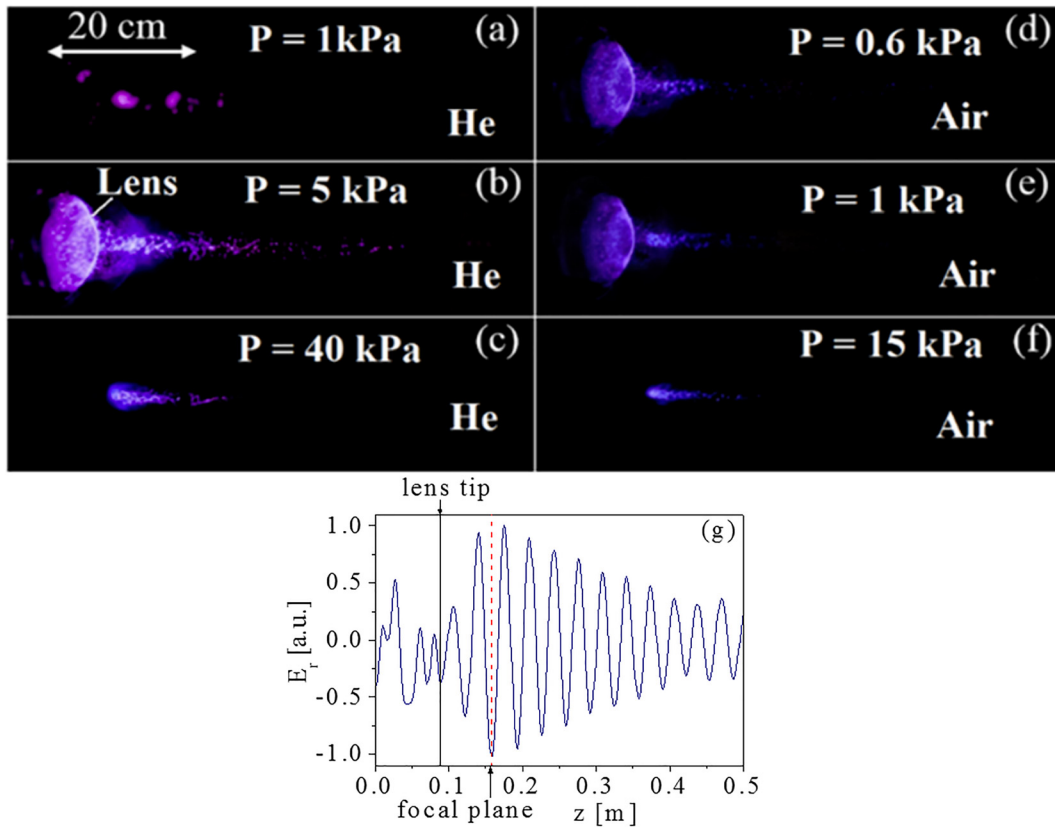 20 cm
P = 1kPa
(a)
He
P = 0.6 kPa
(d)
Air
Lens
P = 5 kPa
(b)
He
P = 1 kPa
(e)
Air
P = 40 kPa
(c)
He
P = 15 kPa
(f)
Air
lens tip
(g)
1.0
0.5
0.0
-0.5
-1.0
E_r [a.u.]
0.0 0.1 0.2 0.3 0.4 0.5
focal plane z [m]